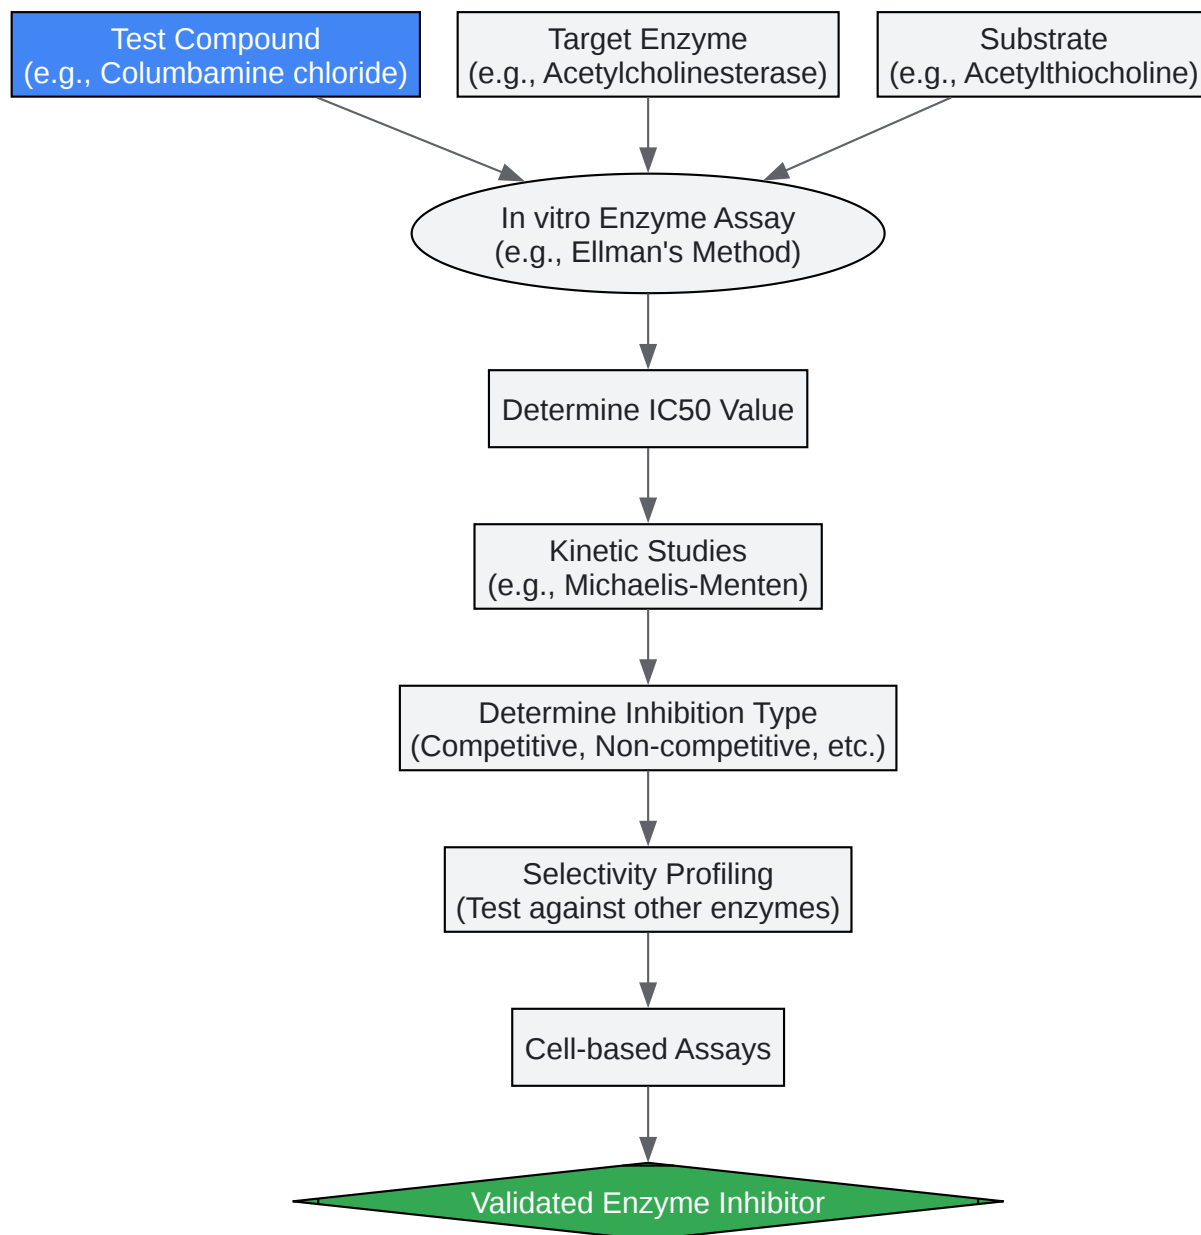 Test Compound
(e.g., Columbamine chloride)
Target Enzyme
(e.g., Acetylcholinesterase)
Substrate
(e.g., Acetylthiocholine)
In vitro Enzyme Assay
(e.g., Ellman's Method)
Determine IC50 Value
Kinetic Studies
(e.g., Michaelis-Menten)
Determine Inhibition Type
(Competitive, Non-competitive, etc.)
Selectivity Profiling
(Test against other enzymes)
Cell-based Assays
Validated Enzyme Inhibitor